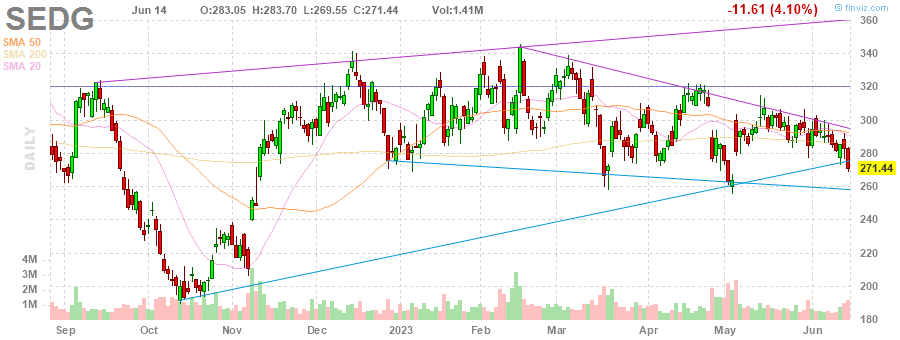 SEDG Jun 14 O:283.05 H:283.70 L:269.55 C:271.44 Vol:1.41M -11.61 (4.10%) © finviz.com
SMA 50
SMA 200
SMA 20
DAILY
360
340
320
300
280
271.44
260
240
220
200
180
4M
3M
2M
1M
Sep Oct Nov Dec 2023 Feb Mar Apr May Jun